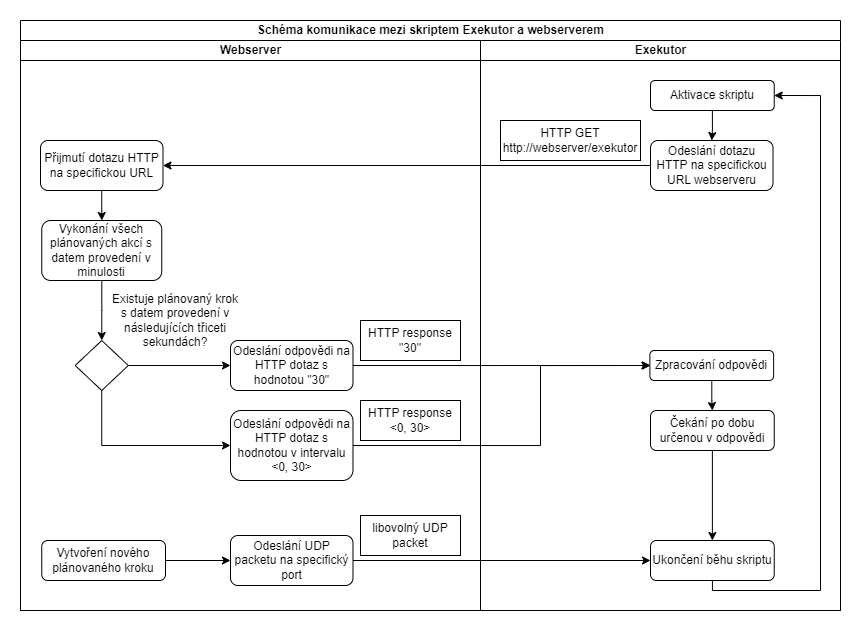 Schéma komunikace mezi skriptem Exekutor a webserverem
Webserver
Exekutor
Aktivace skriptu
HTTP GET
http://webserver/exekutor
Odeslání dotazu
HTTP na specifickou
URL webserveru
Přijmutí dotazu HTTP
na specifickou URL
Vykonání všech
plánovaných akcí s
datem provedení v
minulosti
Existuje plánovaný krok
s datem provedení v
následujících třiceti
sekundách?
Odeslání odpovědi na
HTTP dotaz s
hodnotou "30"
HTTP response
"30"
Zpracování odpovědi
Odeslání odpovědi na
HTTP dotaz s
hodnotou v intervalu
<0, 30>
HTTP response
<0, 30>
Čekání po dobu
určenou v odpovědi
Vytvoření nového
plánovaného kroku
Odeslání UDP
packetu na specifický
port
libovolný UDP
packet
Ukončení běhu skriptu